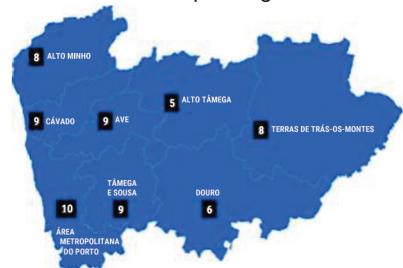 8 ALTO MINHO
5 ALTO TÂMEGA
9 CÁVADO
9 AVE
8 TERRAS DE TRÁS-OS-MONTES
TÂMEGA
E SOUSA
9
DOURO
6
10
ÁREA
METROPOLITANA
DO PORTO